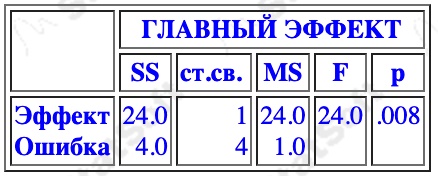 ГЛАВНЫЙ ЭФФЕКТ
SS ст.св. MS F p
Эффект 24.0 1 24.0 24.0 .008
Ошибка 4.0 4 1.0